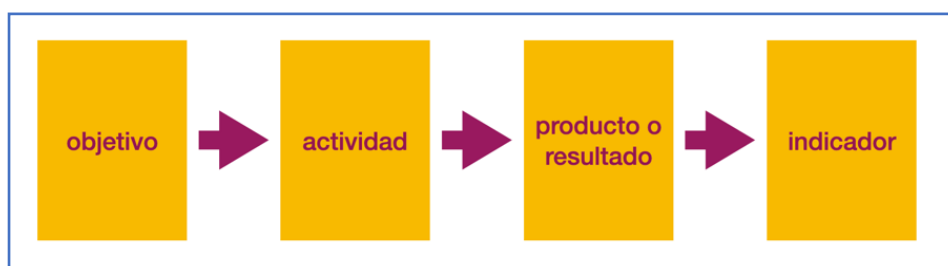 objetivo
actividad
producto o
resultado
indicador